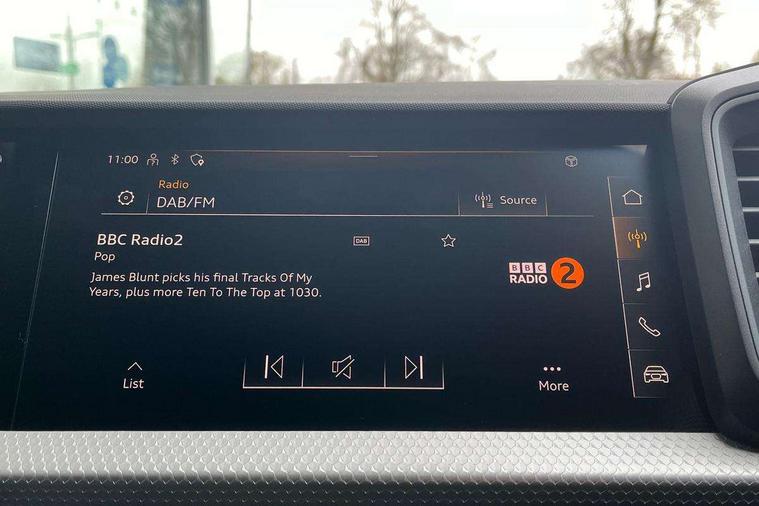 11:00
Radio
DAB/FM
Source
BBC Radio2
DAB
Pop
James Blunt picks his final Tracks Of My
Years, plus more Ten To The Top at 1030.
BBC
RADIO 2
List
More